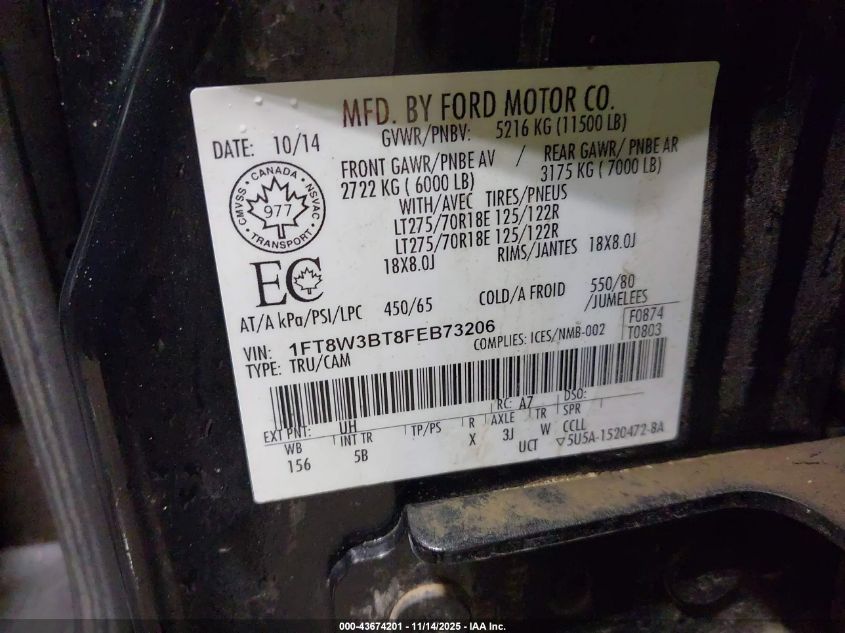 MFD. BY FORD MOTOR CO.
DATE: 10/14
GVWR/PNBV: 5216 KG (11500 LB)
FRONT GAWR/PNBE AV / REAR GAWR/ PNBE AR
2722 KG ( 6000 LB) 3175 KG ( 7000 LB)
WITH/AVEC TIRES/PNEUS
LT275/70R18E 125/122R
LT275/70R18E 125/122R
RIMS/JANTES 18X8.0J
18X8.0J
CMVSS · CANADA · NSVAC
977
TRANSPORT
EC
AT/A kPa/PSI/LPC 450/65 COLD/A FROID 550/80
/JUMELEES
VIN: 1FT8W3BT8FEB73206
COMPLIES: ICES/NMB-002
F0874
T0803
TYPE: TRU/CAM
RC: A7 DSO:
EXT PNT: UH
WB INT TR TP/PS R AXLE TR SPR
156 5B X 3J W CCLL
UCT ▽5U5A-1520472-BA
000-43674201 — 11/14/2025 — IAA Inc.